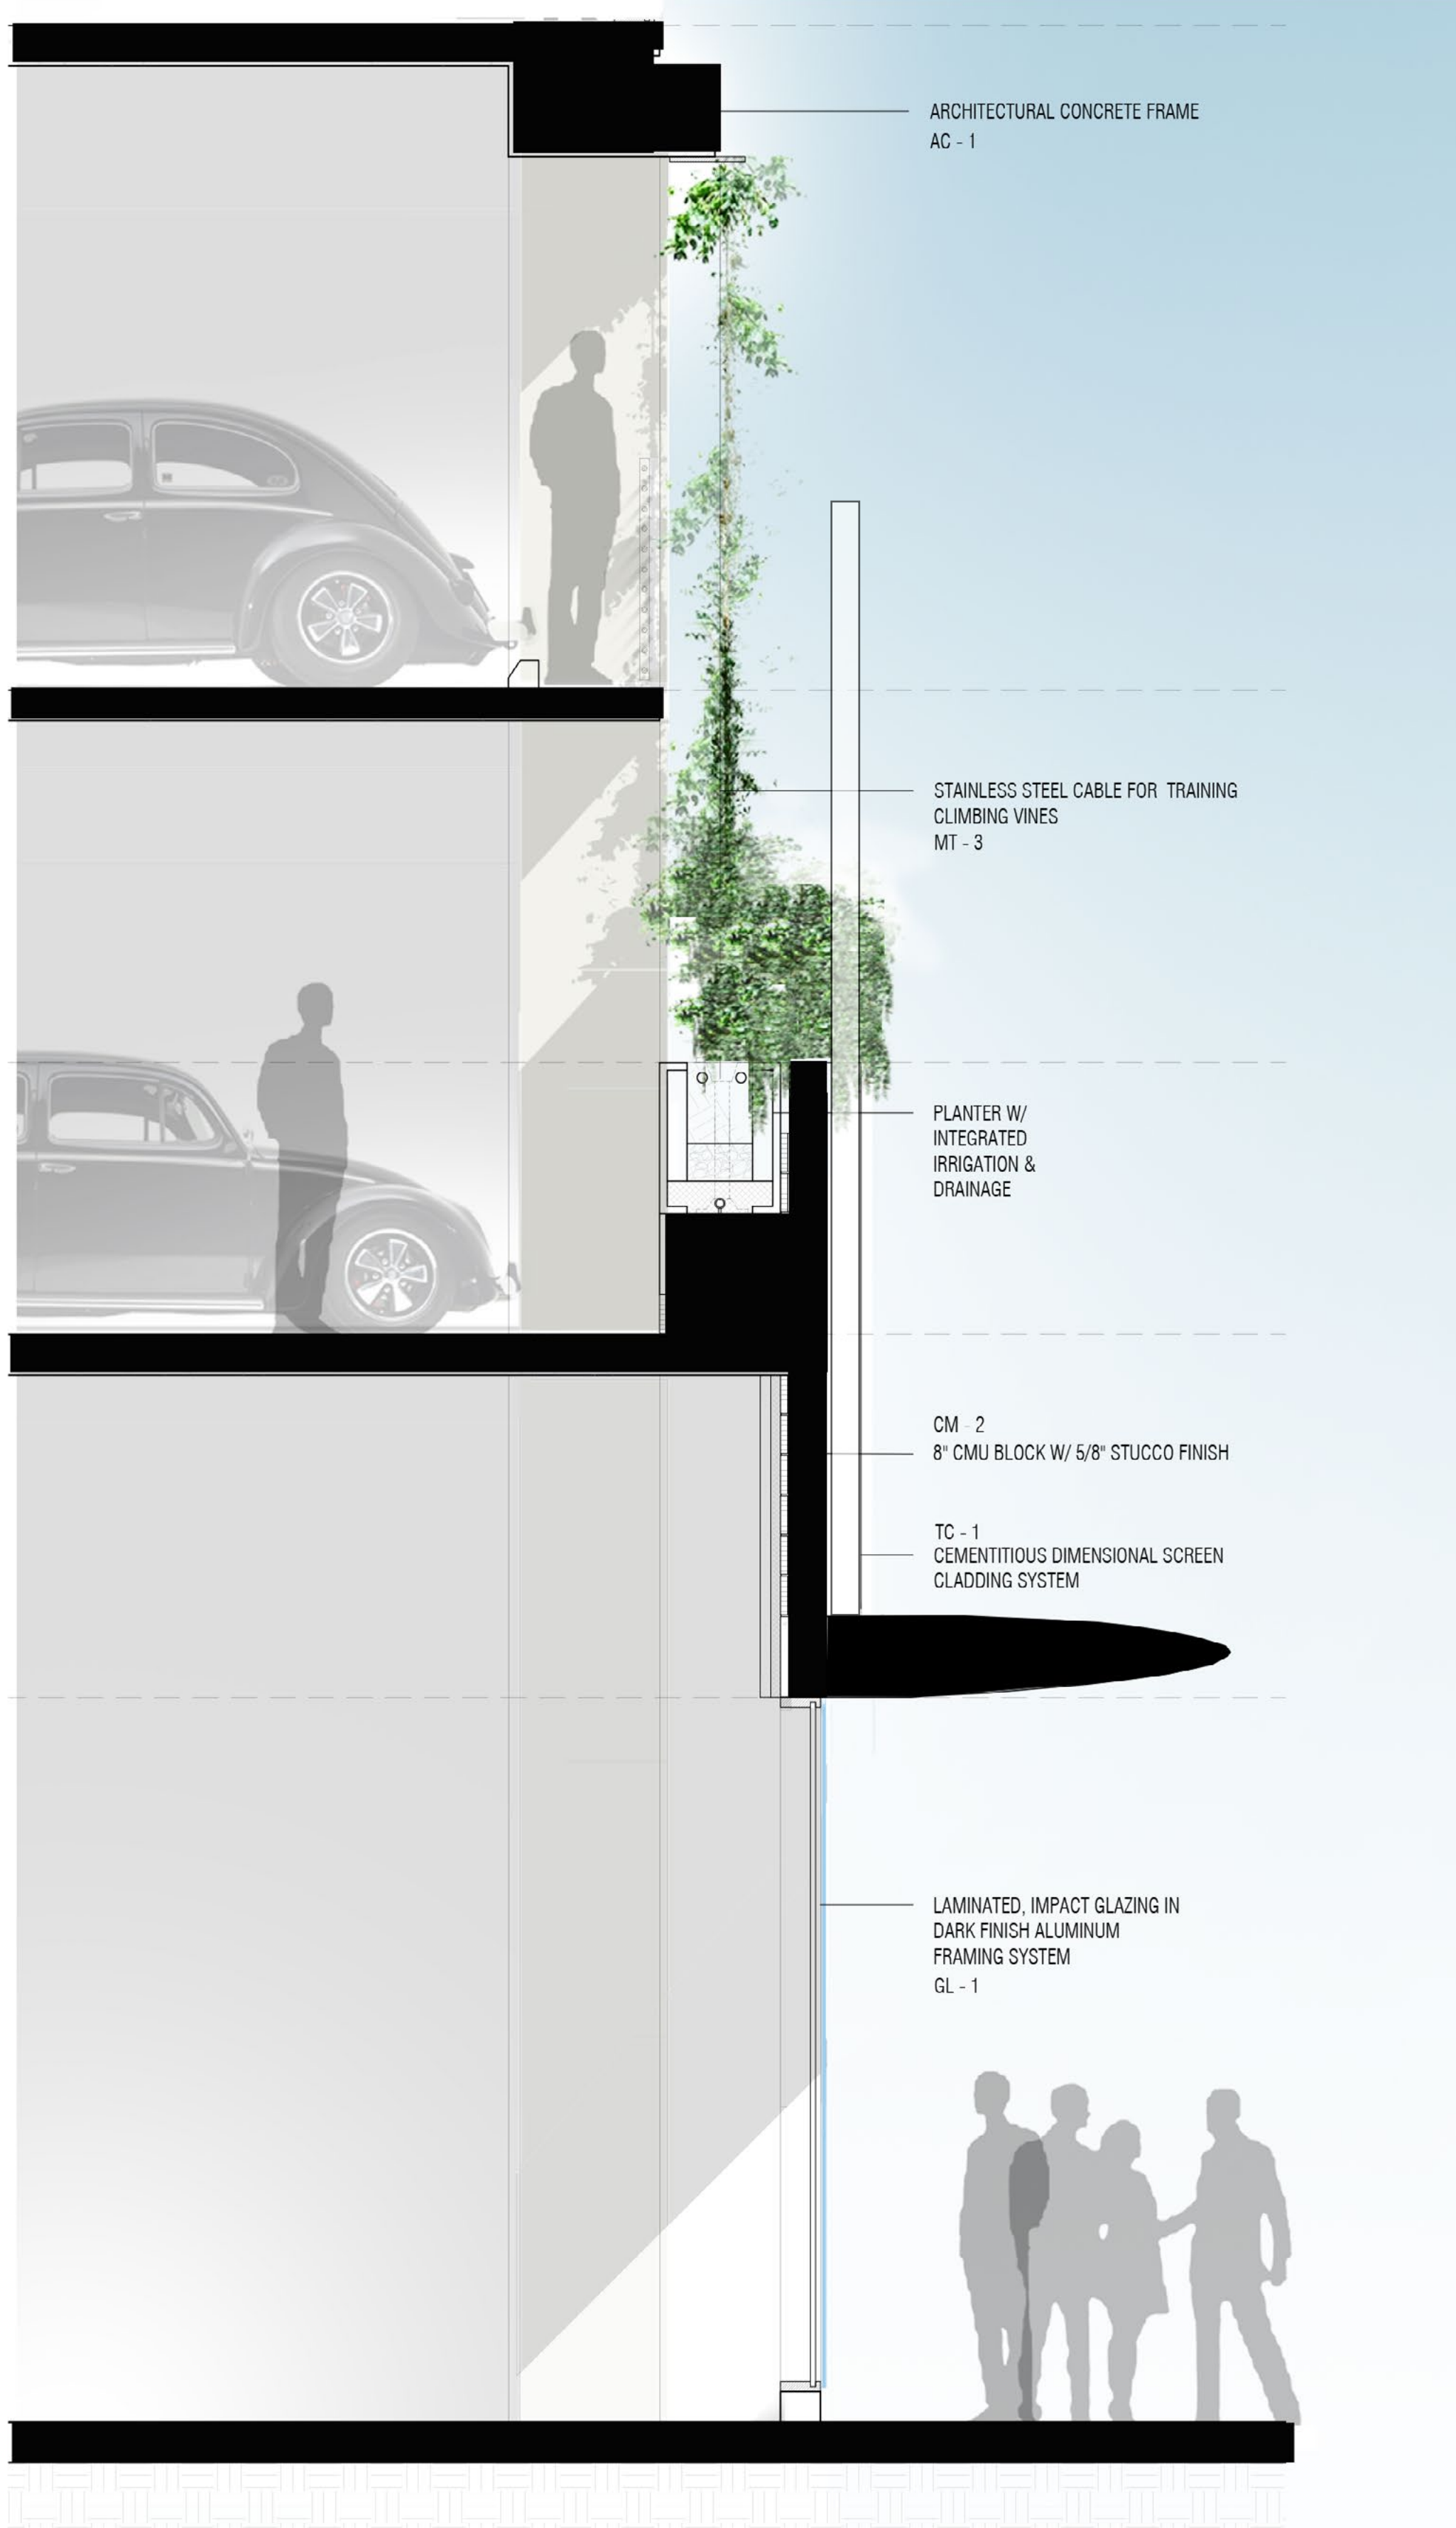 ARCHITECTURAL CONCRETE FRAME
AC - 1
STAINLESS STEEL CABLE FOR TRAINING
CLIMBING VINES
MT - 3
PLANTER W/
INTEGRATED
IRRIGATION &
DRAINAGE
CM - 2
8" CMU BLOCK W/ 5/8" STUCCO FINISH
TC - 1
CEMENTITIOUS DIMENSIONAL SCREEN
CLADDING SYSTEM
LAMINATED, IMPACT GLAZING IN
DARK FINISH ALUMINUM
FRAMING SYSTEM
GL - 1